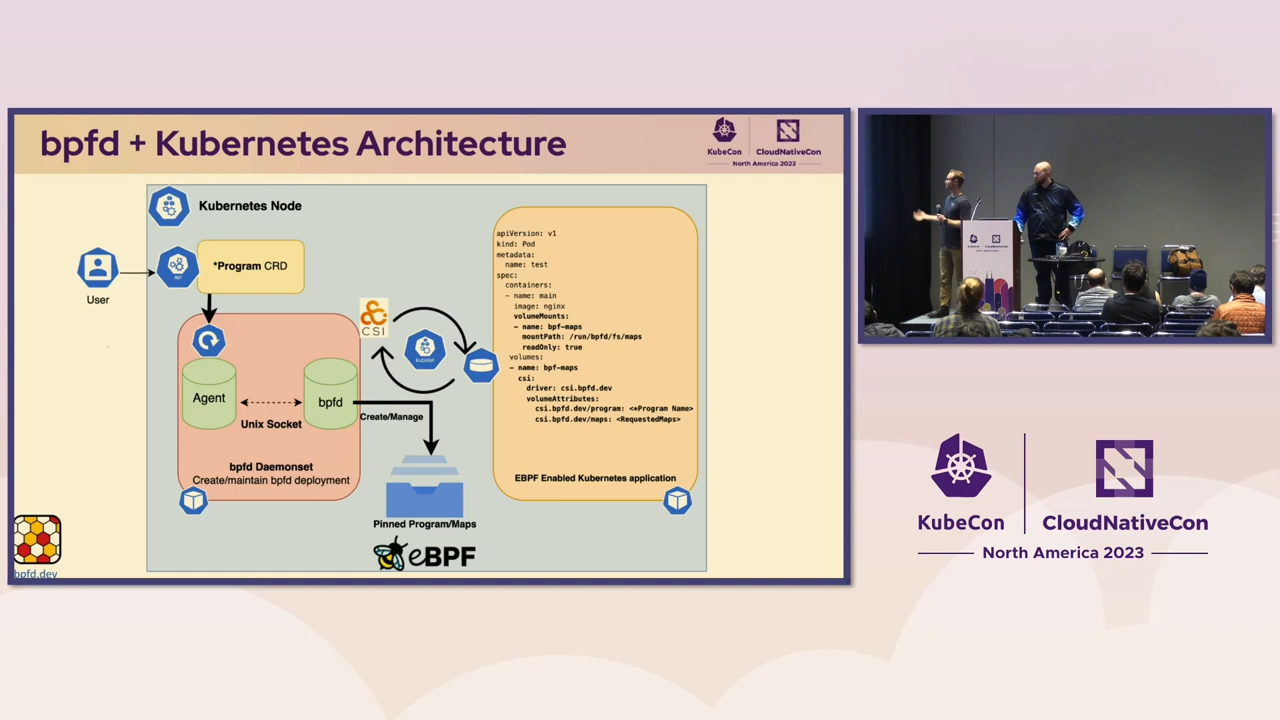 bpfd + Kubernetes Architecture
KubeCon
CloudNativeCon
North America 2023
Kubernetes Node
User
api
*Program CRD
CSI
kubelet
Agent
bpfd
Unix Socket
Create/Manage
bpfd Daemonset
Create/maintain bpfd deployment
Pinned Program/Maps
eBPF
apiVersion: v1
kind: Pod
metadata:
  name: test
spec:
  containers:
  - name: main
    image: nginx
    volumeMounts:
    - name: bpf-maps
      mountPath: /run/bpfd/fs/maps
      readOnly: true
   volumes:
   - name: bpf-maps
     csi:
       driver: csi.bpfd.dev
       volumeAttributes:
         csi.bpfd.dev/program: <*Program Name>
         csi.bpfd.dev/maps: <RequestedMaps>
EBPF Enabled Kubernetes application
bpfd.dev
KubeCon
CloudNativeCon
North America 2023